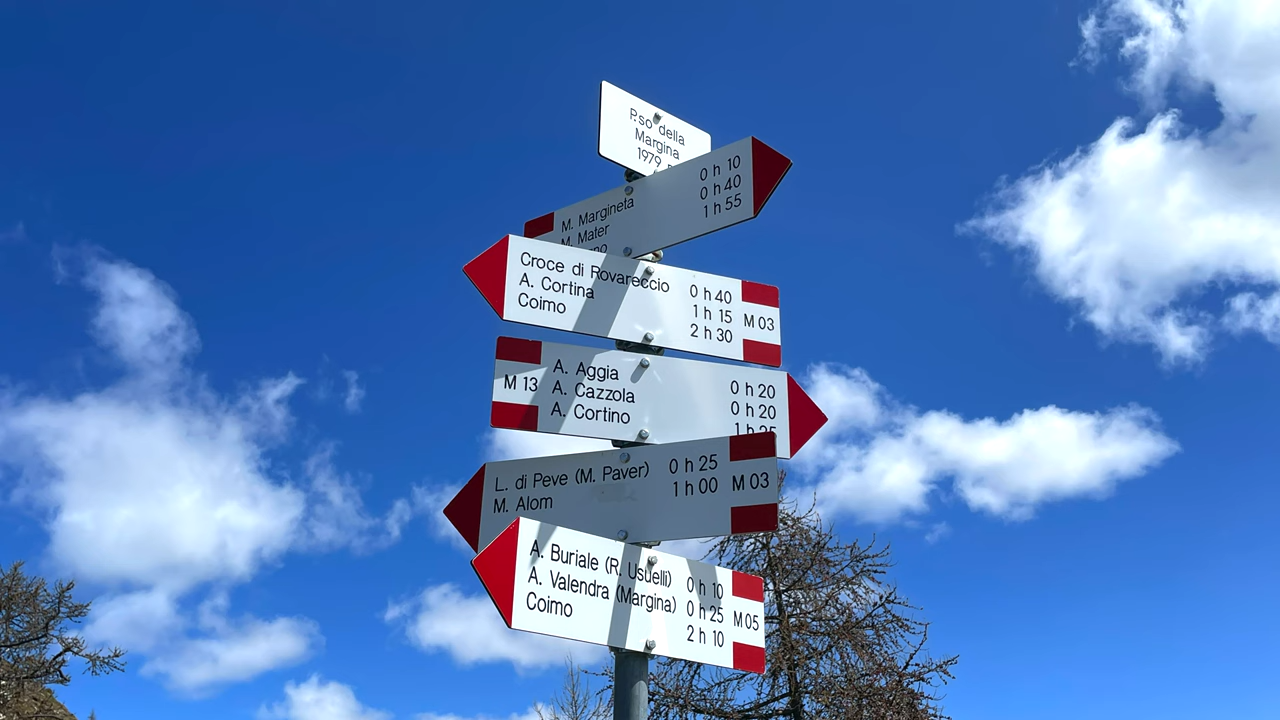 P.so della
Margina
1979
M. Margineta 0 h 10
M. Mater 0 h 40
1 h 55
Croce di Rovareccio 0 h 40
A. Cortina 1 h 15 M 03
Coimo 2 h 30
A. Aggia 0 h 20
M 13 A. Cazzola 0 h 20
A. Cortino 1 h 25
L. di Peve (M. Paver) 0 h 25
M. Alom 1 h 00 M 03
A. Buriale (R. Usuelli) 0 h 10
A. Valendra (Margina) 0 h 25 M 05
Coimo 2 h 10